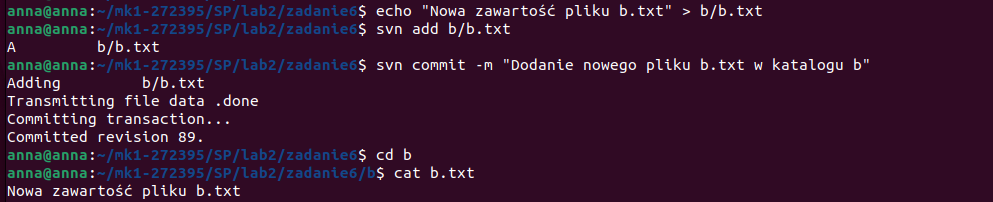 anna@anna:~/mk1-272395/SP/lab2/zadanie6$ echo "Nowa zawartość pliku b.txt" > b/b.txt
anna@anna:~/mk1-272395/SP/lab2/zadanie6$ svn add b/b.txt
A         b/b.txt
anna@anna:~/mk1-272395/SP/lab2/zadanie6$ svn commit -m "Dodanie nowego pliku b.txt w katalogu b"
Adding         b/b.txt
Transmitting file data .done
Committing transaction...
Committed revision 89.
anna@anna:~/mk1-272395/SP/lab2/zadanie6$ cd b
anna@anna:~/mk1-272395/SP/lab2/zadanie6/b$ cat b.txt
Nowa zawartość pliku b.txt